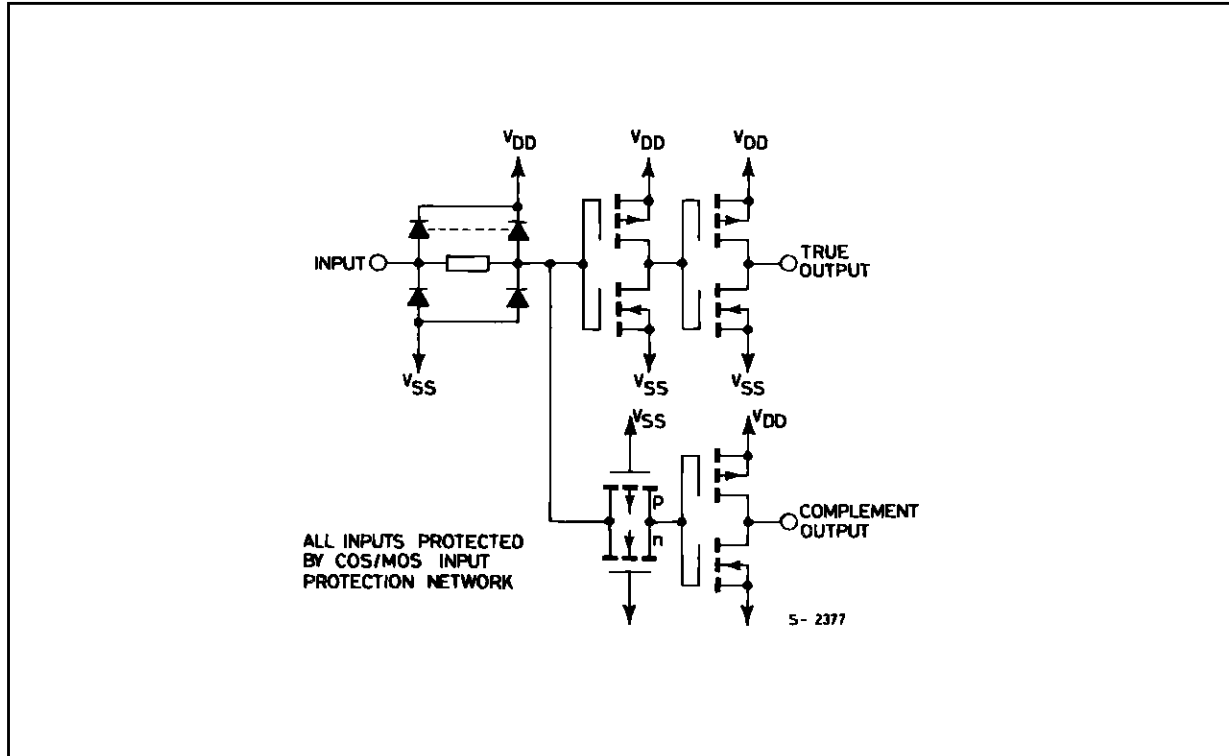 VDD VDD VDD
INPUT
TRUE
OUTPUT
VSS VSS VSS
VSS VDD
p
n
COMPLEMENT
OUTPUT
ALL INPUTS PROTECTED
BY COS/MOS INPUT
PROTECTION NETWORK
S- 2377